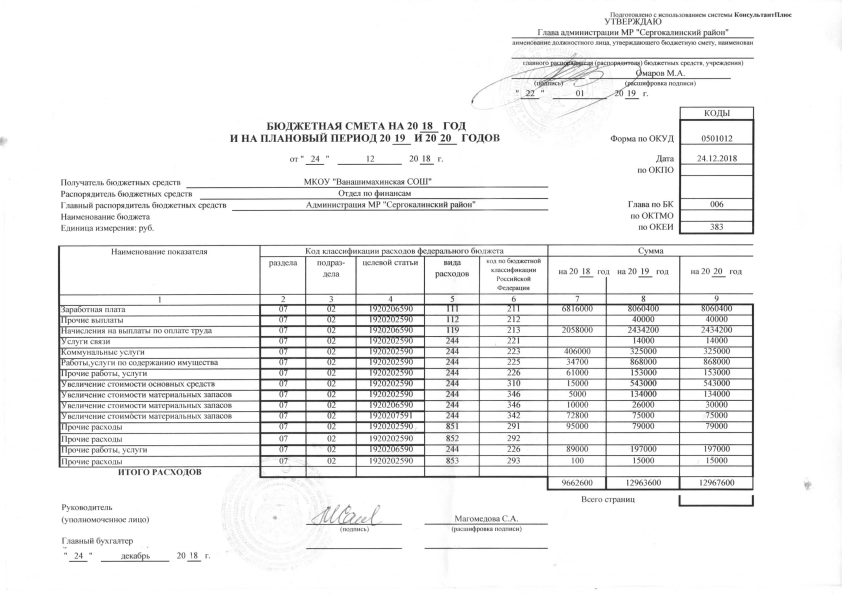 Подготовлено с использованием системы КонсультантПлюс
УТВЕРЖДАЮ
Глава администрации МР "Сергокалинский район"
аименование должностного лица, утверждающего бюджетную смету, наименован
главного распорядителя (распорядителя) бюджетных средств, учреждения)
Омаров М.А.
(подпись) (расшифровка подписи)
" 22 " 01 20 19 г.
БЮДЖЕТНАЯ СМЕТА НА 20 18 ГОД
И НА ПЛАНОВЫЙ ПЕРИОД 20 19 И 20 20 ГОДОВ
от " 24 " 12 20 18 г.
КОДЫ
Форма по ОКУД 0501012
Дата 24.12.2018
по ОКПО
Получатель бюджетных средств МКОУ "Ванашимахинская СОШ"
Распорядитель бюджетных средств Отдел по финансам
Главный распорядитель бюджетных средств Администрация МР "Сергокалинский район" Глава по БК 006
Наименование бюджета по ОКТМО
Единица измерения: руб. по ОКЕИ 383
Наименование показателя Код классификации расходов федерального бюджета Сумма
раздела подраз-дела целевой статьи вида расходов код по бюджетной классификации Российской Федерации на 20 18 год на 20 19 год на 20 20 год
1 2 3 4 5 6 7 8 9
Заработная плата 07 02 1920206590 111 211 6816000 8060400 8060400
Прочие выплаты 07 02 1920206590 112 212 40000 40000
Начисления на выплаты по оплате труда 07 02 1920206590 119 213 2058000 2434200 2434200
Услуги связи 07 02 1920202590 244 221 14000 14000
Коммунальные услуги 07 02 1920202590 244 223 406000 325000 325000
Работы,услуги по содержанию имущества 07 02 1920202590 244 225 34700 868000 868000
Прочие работы, услуги 07 02 1920202590 244 226 61000 153000 153000
Увеличение стоимости основных средств 07 02 1920202590 244 310 15000 543000 543000
Увеличение стоимости материальных запасов 07 02 1920202590 244 346 5000 134000 134000
Увеличение стоимости материальных запасов 07 02 1920206590 244 346 10000 26000 30000
Увеличение стоимости материальных запасов 07 02 1920207591 244 342 72800 75000 75000
Прочие расходы 07 02 1920202590 851 291 95000 79000 79000
Прочие расходы 07 02 1920202590 852 292
Прочие работы, услуги 07 02 1920206590 244 226 89000 197000 197000
Прочие расходы 07 02 1920202590 853 293 100 15000 15000
ИТОГО РАСХОДОВ
9662600 12963600 12967600
Всего страниц
Руководитель
(уполномоченное лицо) Магомедова С.А.
(подпись) (расшифровка подписи)
Главный бухгалтер
" 24 " декабрь 20 18 г.